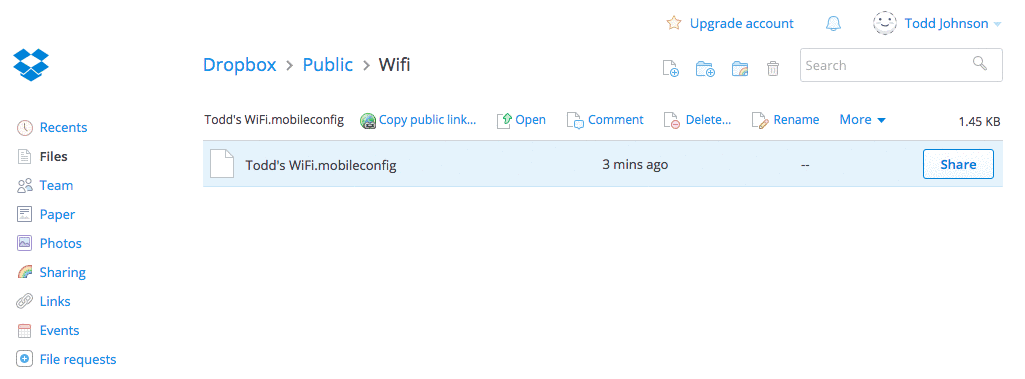 Upgrade account
Todd Johnson
Dropbox > Public > Wifi
Search
Todd's WiFi.mobileconfig Copy public link... Open Comment Delete... Rename More 1.45 KB
Todd's WiFi.mobileconfig 3 mins ago -- Share
Recents
Files
Team
Paper
Photos
Sharing
Links
Events
File requests